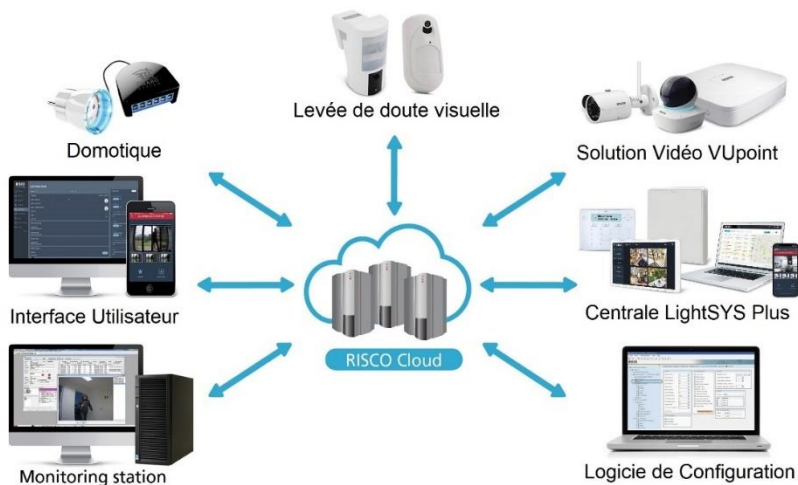 Levée de doute visuelle
Domotique
Solution Vidéo VUpoint
Interface Utilisateur
Centrale LightSYS Plus
RISCO Cloud
Monitoring station
Logicie de Configuration